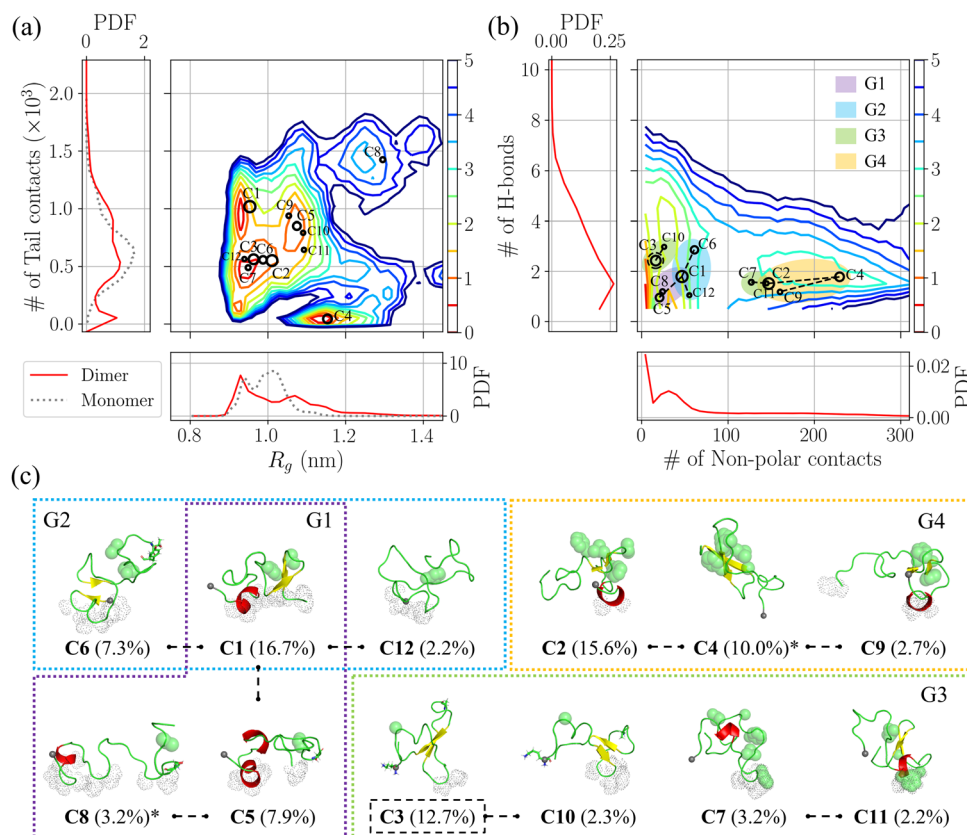 (a)
PDF
0 2
# of Tail contacts (×10³)
2.0
1.5
1.0
0.5
0.0
C8
C1
C9
C5
C10
C11
C12
C3
C6
C7
C2
C4
5
4
3
2
1
0
Dimer
Monomer
10
0
PDF
0.8 1.0 1.2 1.4
R_g (nm)
(b)
PDF
0.00 0.25
# of H-bonds
10
8
6
4
2
0
G1
G2
G3
G4
C3
C10
C6
C8
C1
C5
C12
C7
C2
C4
C11
C9
5
4
3
2
1
0
0.02
0.00
PDF
0 100 200 300
# of Non-polar contacts
(c)
G2 G1 G4
C6 (7.3%) C1 (16.7%) C12 (2.2%) C2 (15.6%) C4 (10.0%)* C9 (2.7%)
G3
C8 (3.2%)* C5 (7.9%) C3 (12.7%) C10 (2.3%) C7 (3.2%) C11 (2.2%)